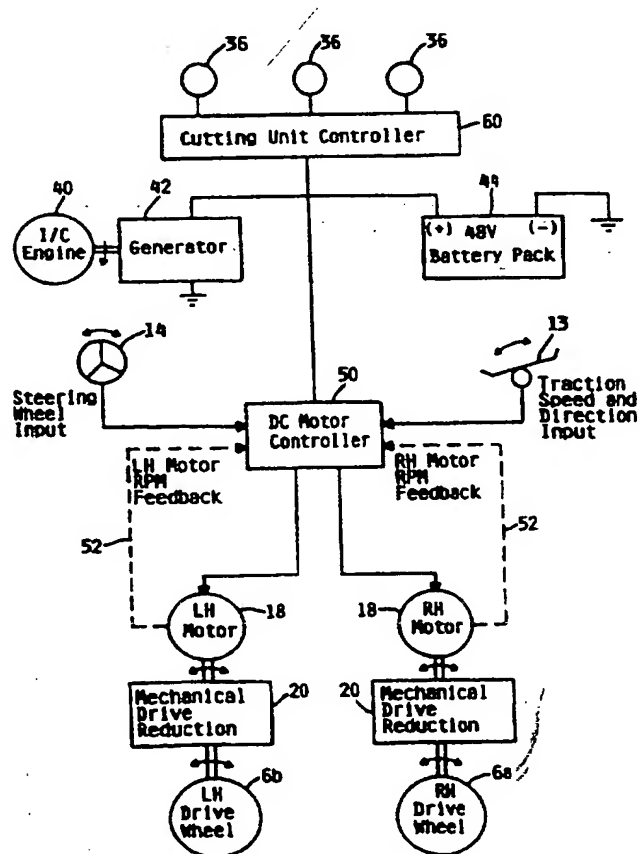 36 36 36
Cutting Unit Controller
60
40
I/C
Engine
42
Generator
44
(+) 48V (-)
Battery Pack
14
Steering
Wheel
Input
13
Traction
Speed and
Direction
Input
50
DC Motor
Controller
LH Motor
RPM
Feedback
RH Motor
RPM
Feedback
52
52
LH
Motor
18
18
RH
Motor
Mechanical
Drive
Reduction
20
20
Mechanical
Drive
Reduction
LH
Drive
Wheel
6b
RH
Drive
Wheel
6a